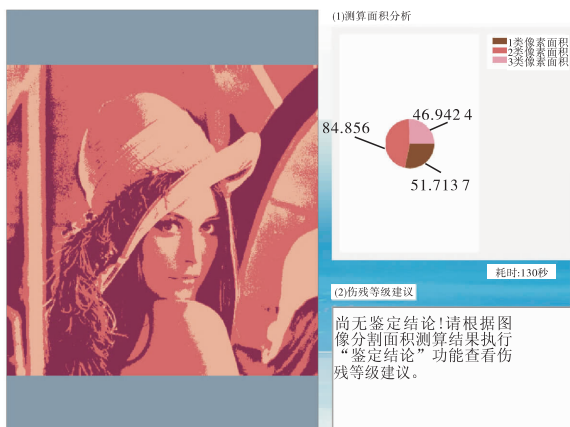 (1)测算面积分析
1类像素面积
2类像素面积
3类像素面积
46.942 4
84.856
51.713 7
耗时:130秒
(2)伤残等级建议
尚无鉴定结论!请根据图
像分割面积测算结果执行
“鉴定结论”功能查看伤
残等级建议。